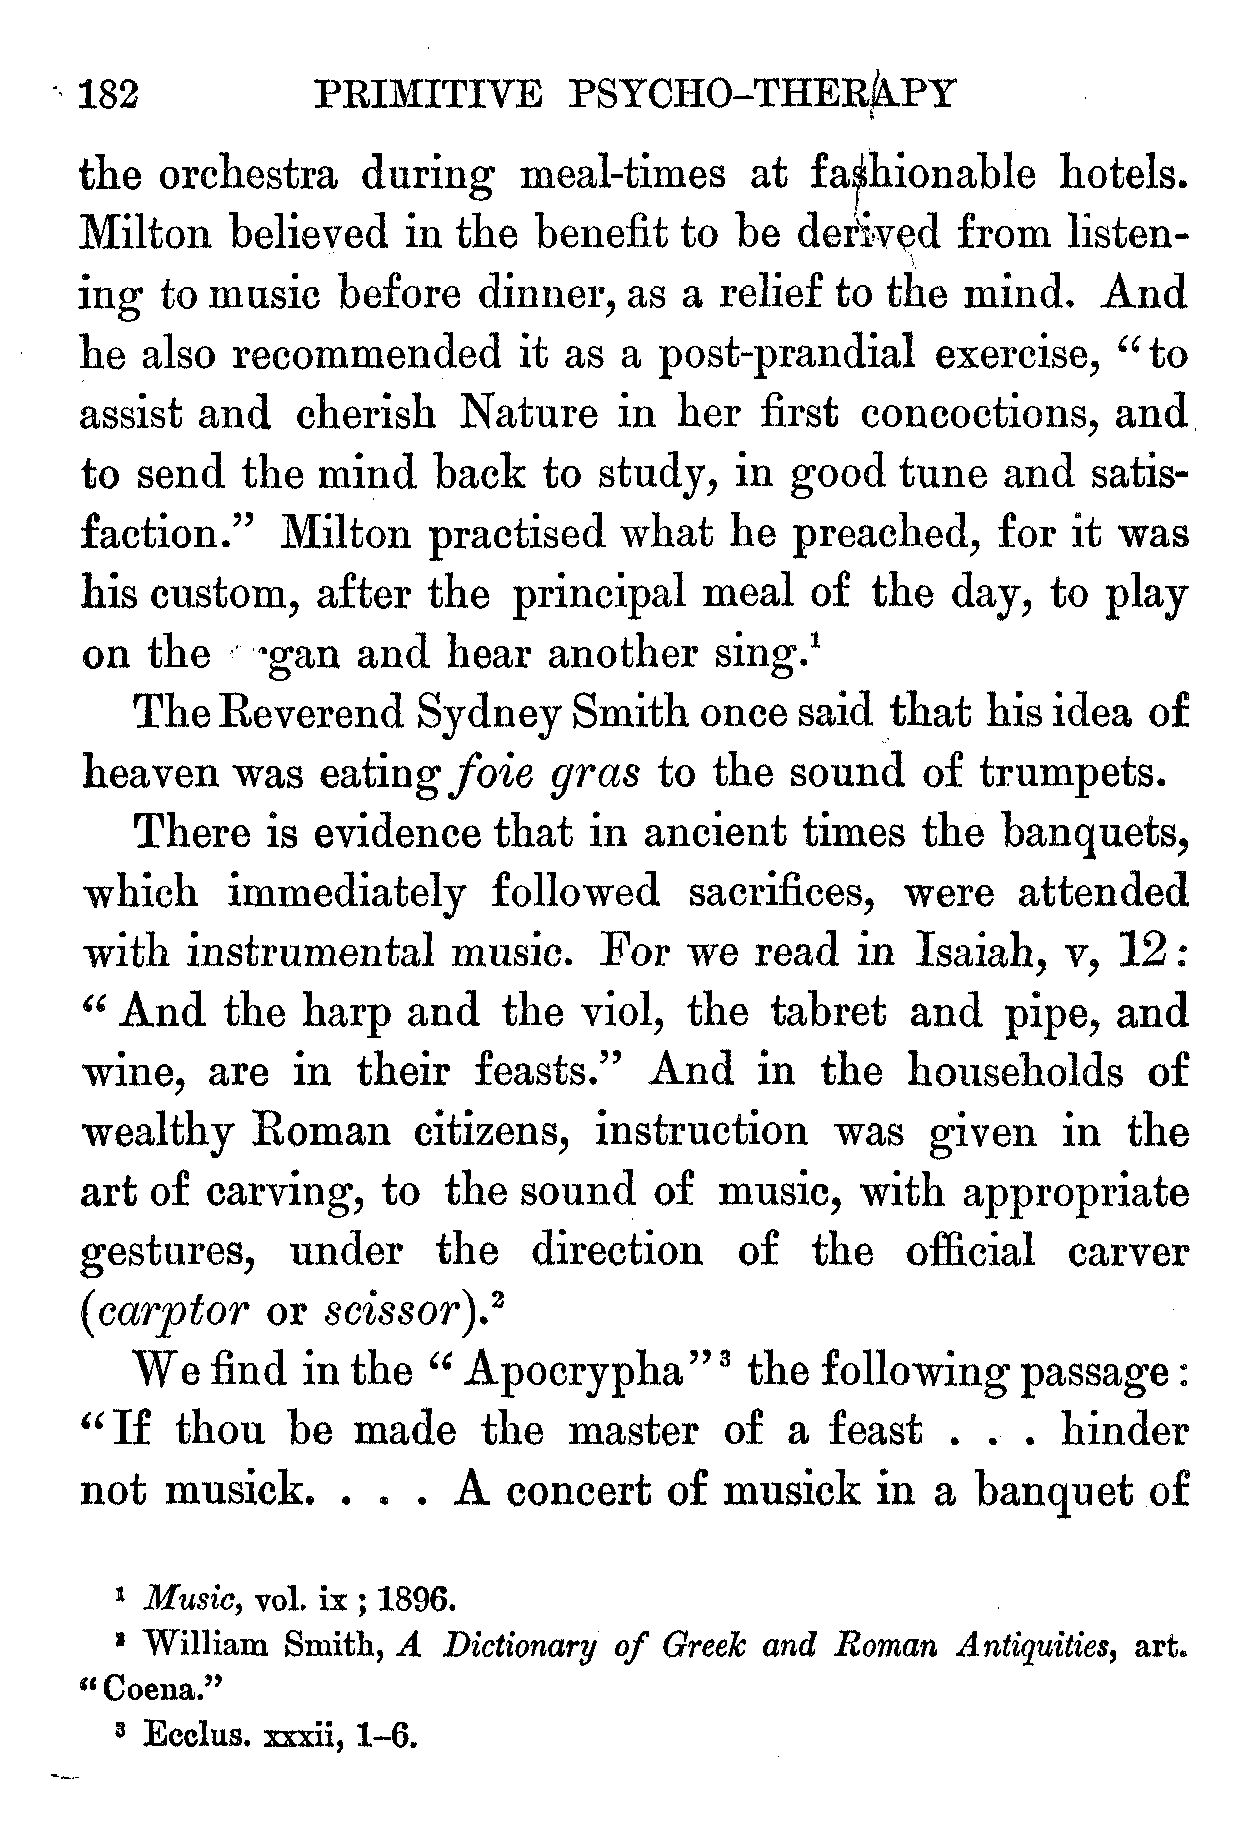 182 PRIMITIVE PSYCHO-THERAPY
the orchestra during meal-times at fashionable hotels.
Milton believed in the benefit to be derived from listen-
ing to music before dinner, as a relief to the mind. And
he also recommended it as a post-prandial exercise, “to
assist and cherish Nature in her first concoctions, and
to send the mind back to study, in good tune and satis-
faction.” Milton practised what he preached, for it was
his custom, after the principal meal of the day, to play
on the gan and hear another sing.¹
The Reverend Sydney Smith once said that his idea of
heaven was eating foie gras to the sound of trumpets.
There is evidence that in ancient times the banquets,
which immediately followed sacrifices, were attended
with instrumental music. For we read in Isaiah, v, 12:
“And the harp and the viol, the tabret and pipe, and
wine, are in their feasts.” And in the households of
wealthy Roman citizens, instruction was given in the
art of carving, to the sound of music, with appropriate
gestures, under the direction of the official carver
(carptor or scissor).²
We find in the “Apocrypha”³ the following passage:
“If thou be made the master of a feast . . . hinder
not musick. . . . A concert of musick in a banquet of
¹ Music, vol. ix; 1896.
² William Smith, A Dictionary of Greek and Roman Antiquities, art.
“Coena.”
³ Ecclus. xxxii, 1–6.